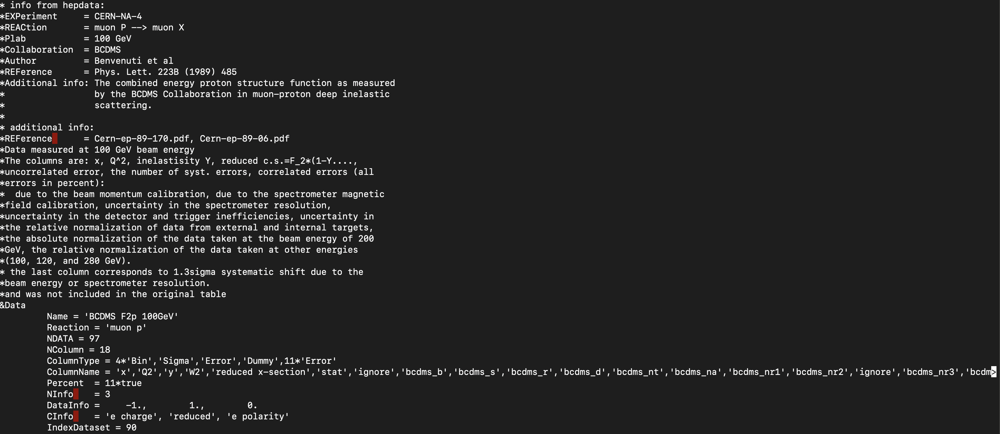 * info from hepdata:
*EXPeriment     = CERN-NA-4
*REACtion       = muon P --> muon X
*Plab           = 100 GeV
*Collaboration  = BCDMS
*Author         = Benvenuti et al
*REFerence      = Phys. Lett. 223B (1989) 485
*Additional info: The combined energy proton structure function as measured
*                 by the BCDMS Collaboration in muon-proton deep inelastic
*                 scattering.
*
* additional info:
*REFerence      = Cern-ep-89-170.pdf, Cern-ep-89-06.pdf
*Data measured at 100 GeV beam energy
*The columns are: x, Q^2, inelastisity Y, reduced c.s.=F_2*(1-Y....,
*uncorrelated error, the number of syst. errors, correlated errors (all
*errors in percent):
*  due to the beam momentum calibration, due to the spectrometer magnetic
*field calibration, uncertainty in the spectrometer resolution,
*uncertainty in the detector and trigger inefficiencies, uncertainty in
*the relative normalization of data from external and internal targets,
*the absolute normalization of the data taken at the beam energy of 200
*GeV, the relative normalization of the data taken at other energies
*(100, 120, and 280 GeV).
* the last column corresponds to 1.3sigma systematic shift due to the
*beam energy or spectrometer resolution.
*and was not included in the original table
&Data
         Name = 'BCDMS F2p 100GeV'
         Reaction = 'muon p'
         NDATA = 97
         NColumn = 18
         ColumnType = 4*'Bin','Sigma','Error','Dummy',11*'Error'
         ColumnName = 'x','Q2','y','W2','reduced x-section','stat','ignore','bcdms_b','bcdms_s','bcdms_r','bcdms_d','bcdms_nt','bcdms_na','bcdms_nr1','bcdms_nr2','ignore','bcdms_nr3','bcdm>
         Percent  = 11*true
         NInfo    = 3
         DataInfo =     -1.,        1.,        0.
         CInfo    = 'e charge', 'reduced', 'e polarity'
         IndexDataset = 90